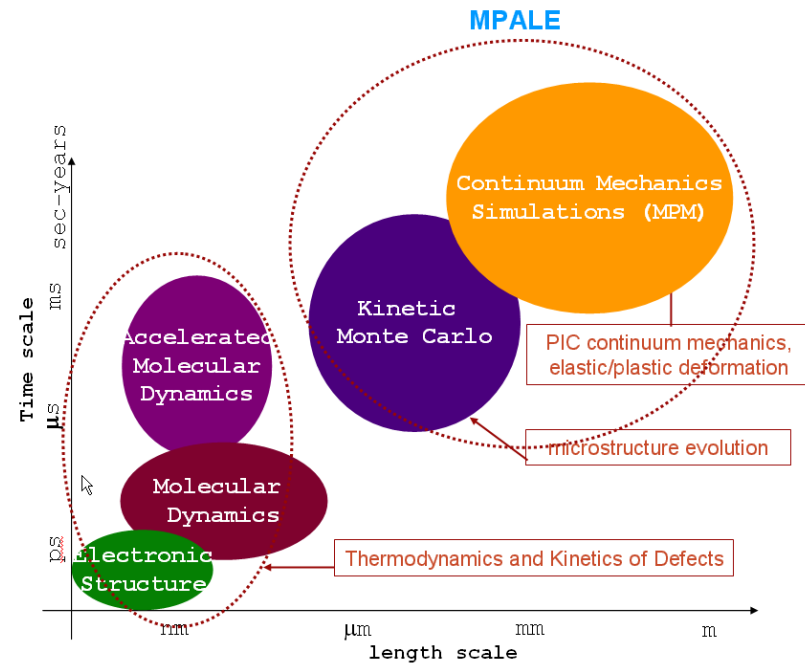 MPALE
Continuum Mechanics
Simulations (MPM)
Kinetic
Monte Carlo
Accelerated
Molecular
Dynamics
Molecular
Dynamics
Electronic
Structure
PIC continuum mechanics,
elastic/plastic deformation
microstructure evolution
Thermodynamics and Kinetics of Defects
Time scale
sec-years
ms
μs
ps
nm
μm
mm
m
length scale